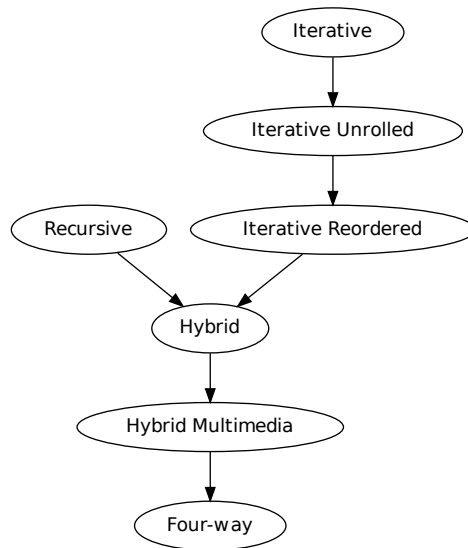 Iterative
Iterative Unrolled
Recursive
Iterative Reordered
Hybrid
Hybrid Multimedia
Four-way